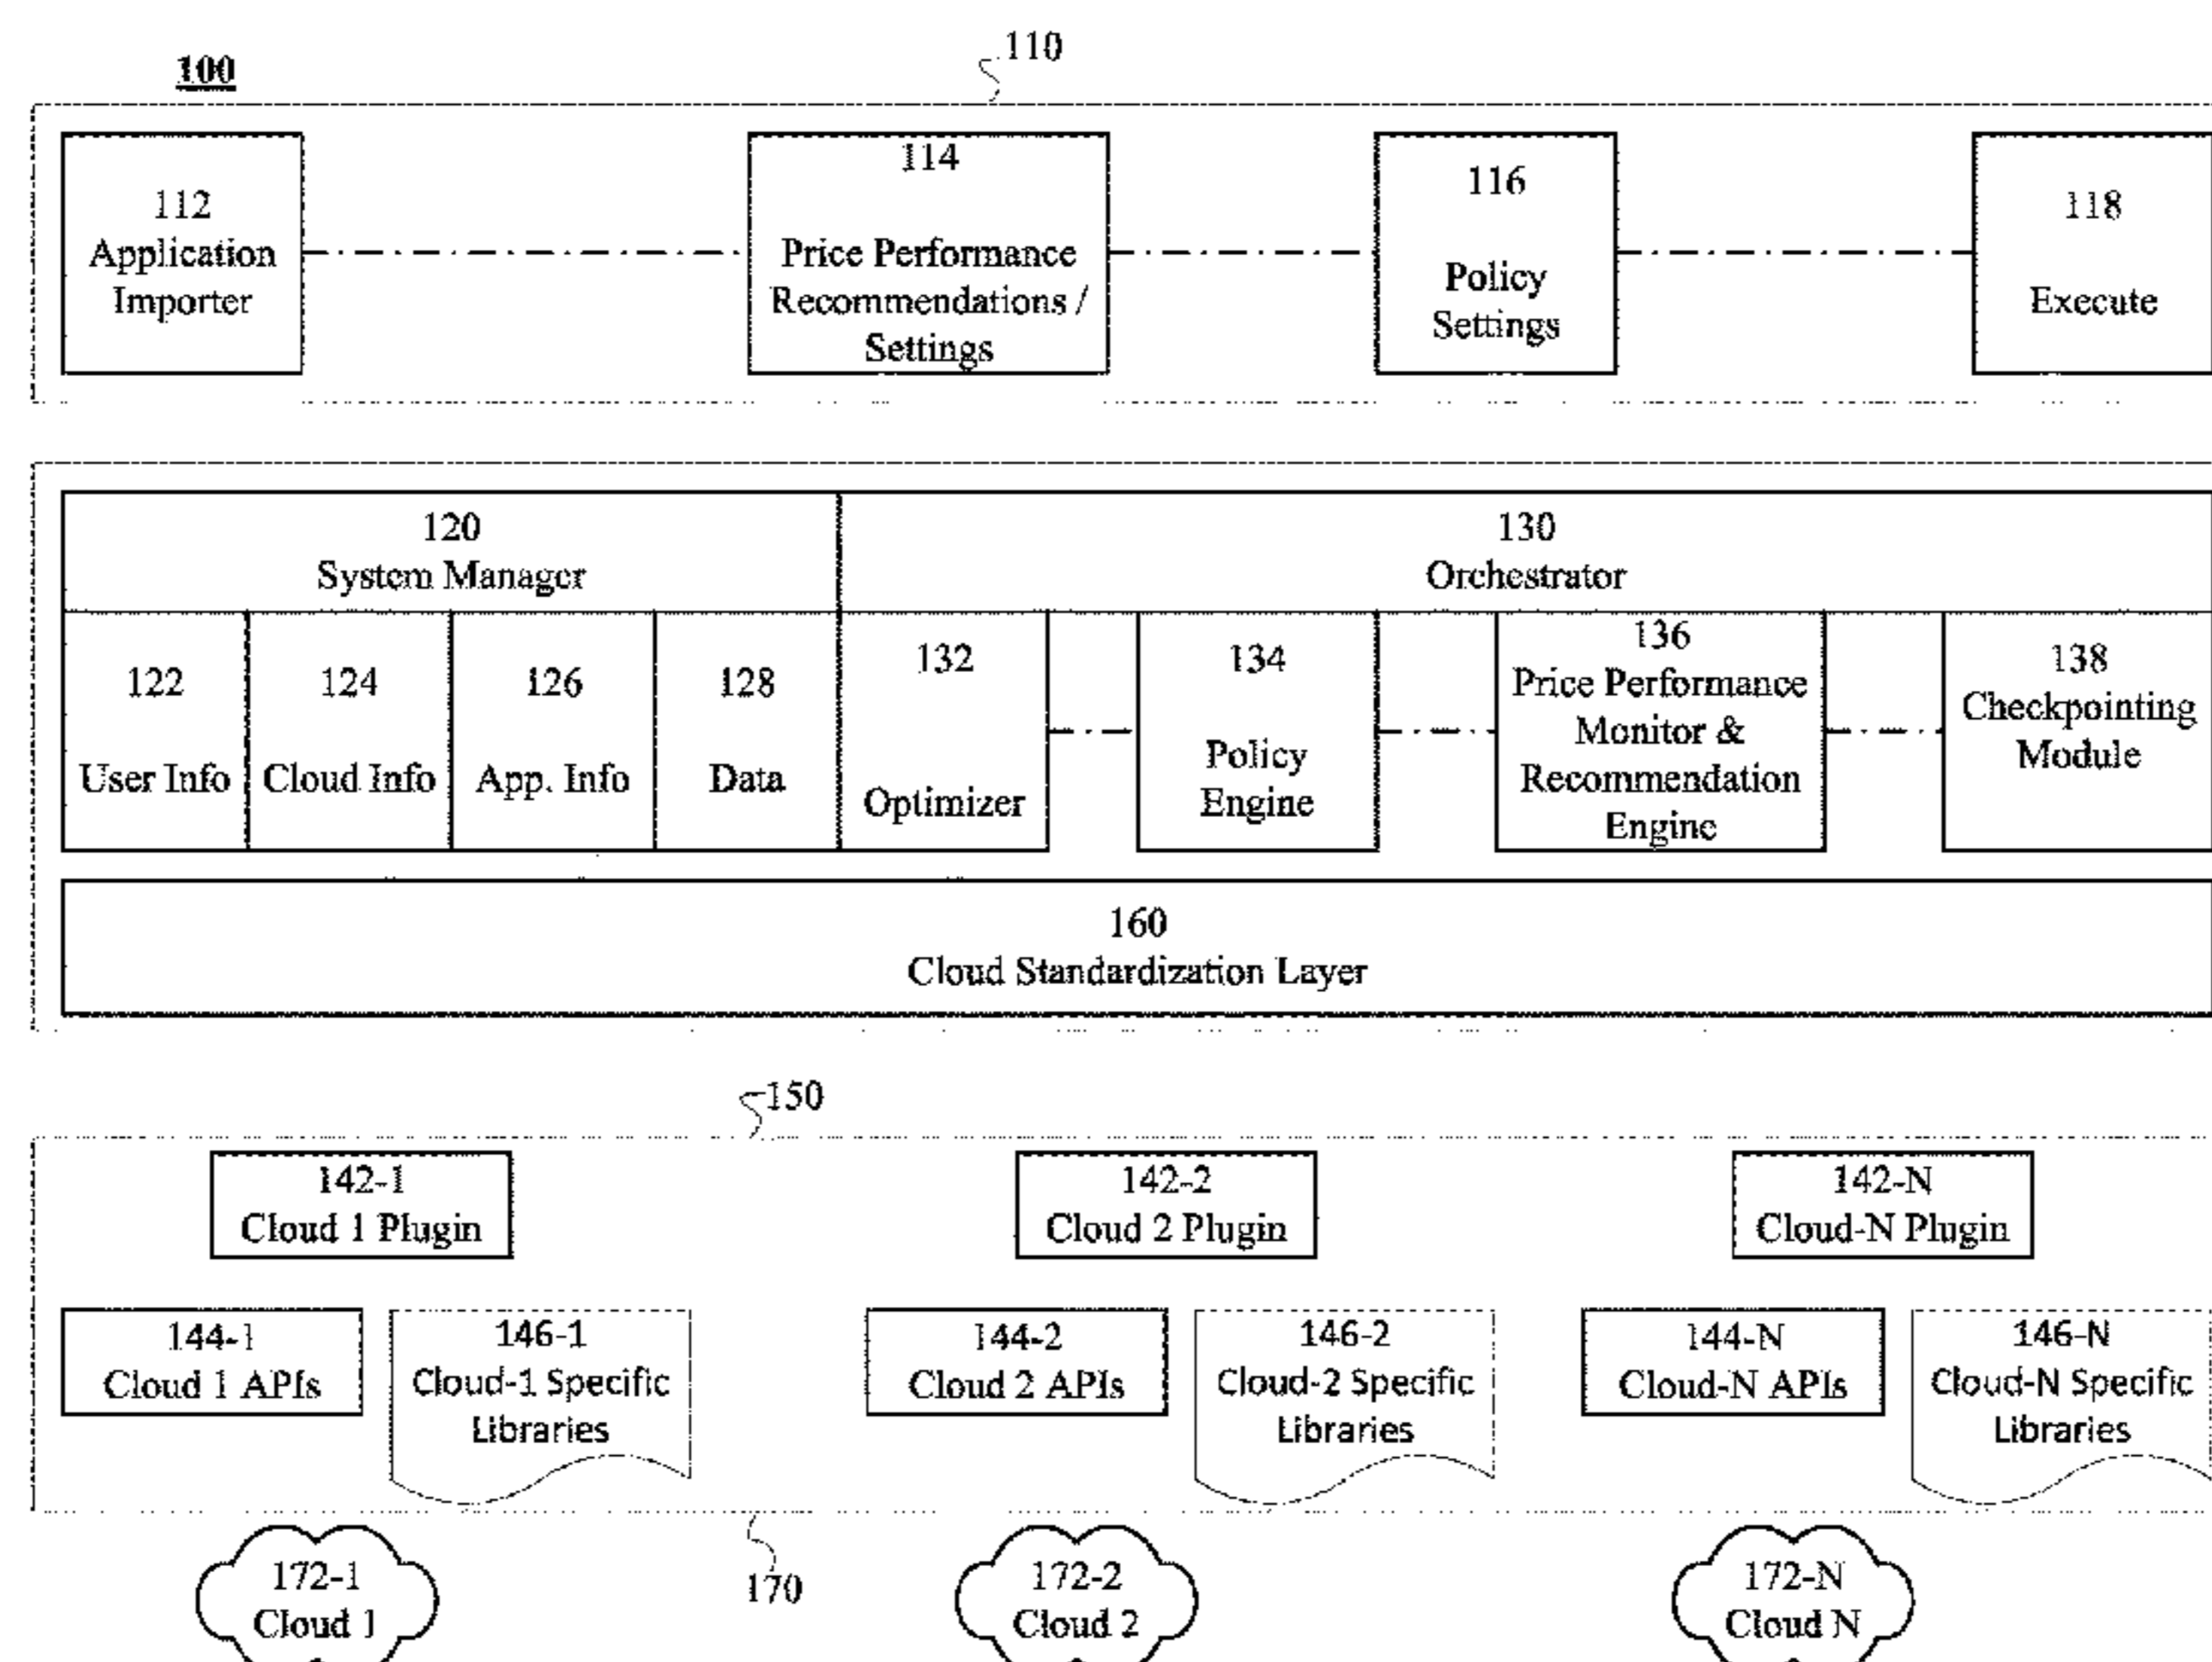 100
110
112
Application
Importer
114
Price Performance
Recommendations /
Settings
116
Policy
Settings
118
Execute
120
System Manager
130
Orchestrator
122
User Info
124
Cloud Info
126
App. Info
128
Data
132
Optimizer
134
Policy
Engine
136
Price Performance
Monitor &
Recommendation
Engine
138
Checkpointing
Module
160
Cloud Standardization Layer
150
142-1
Cloud 1 Plugin
142-2
Cloud 2 Plugin
142-N
Cloud-N Plugin
144-1
Cloud 1 APIs
146-1
Cloud-1 Specific
Libraries
144-2
Cloud 2 APIs
146-2
Cloud-2 Specific
Libraries
144-N
Cloud-N APIs
146-N
Cloud-N Specific
Libraries
170
172-1
Cloud 1
172-2
Cloud 2
172-N
Cloud N